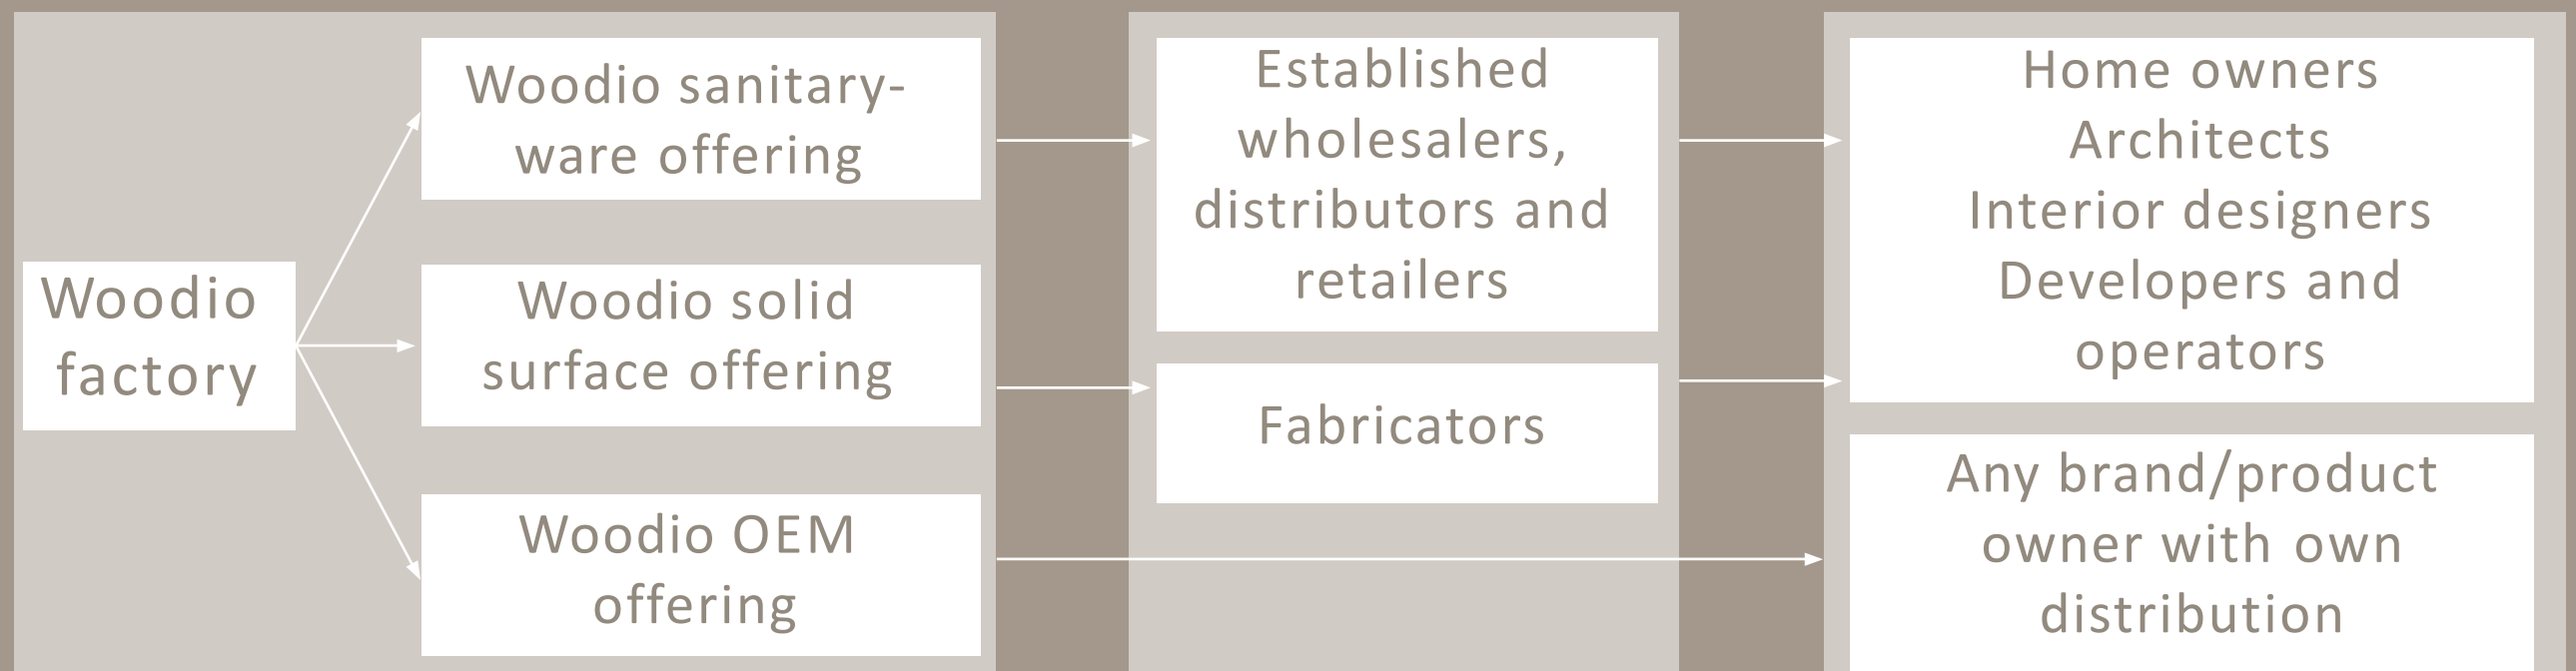 Woodio
factory
Woodio sanitary-
ware offering
Woodio solid
surface offering
Woodio OEM
offering
Established
wholesalers,
distributors and
retailers
Fabricators
Home owners
Architects
Interior designers
Developers and
operators
Any brand/product
owner with own
distribution